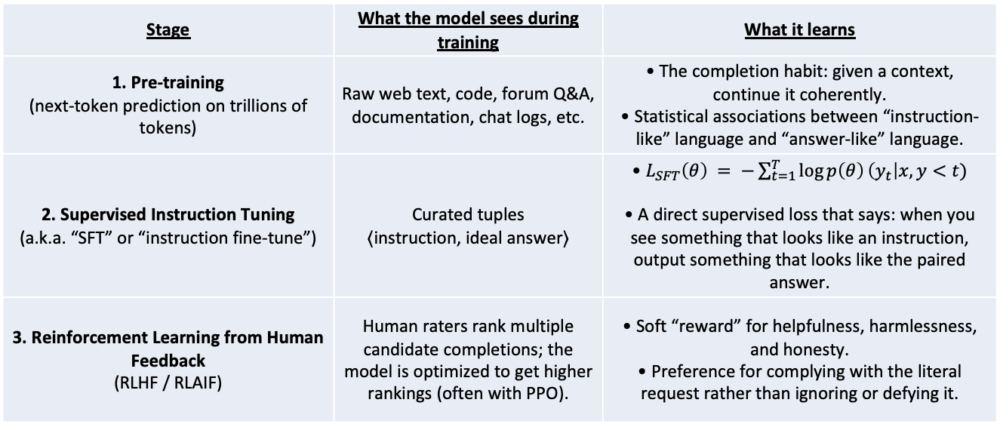 Stage
What the model sees during
training
What it learns
1. Pre-training
(next-token prediction on trillions of
tokens)
Raw web text, code, forum Q&A,
documentation, chat logs, etc.
• The completion habit: given a context,
continue it coherently.
• Statistical associations between “instruction-
like” language and “answer-like” language.
2. Supervised Instruction Tuning
(a.k.a. “SFT” or “instruction fine-tune”)
Curated tuples
⟨instruction, ideal answer⟩
• L_SFT(θ) = −∑_{t=1}^{T} log p(θ) (y_t|x, y < t)
• A direct supervised loss that says: when you
see something that looks like an instruction,
output something that looks like the paired
answer.
3. Reinforcement Learning from Human
Feedback
(RLHF / RLAIF)
Human raters rank multiple
candidate completions; the
model is optimized to get higher
rankings (often with PPO).
• Soft “reward” for helpfulness, harmlessness,
and honesty.
• Preference for complying with the literal
request rather than ignoring or defying it.